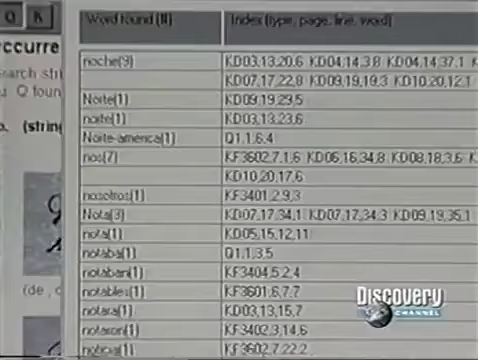 Q K
Word found (N) Index (type, page, line, word)
noche(9) KD03,13,20,6 KD04,14,3,8 KD04,14,37,1
KD07,17,22,8 KD09,19,19,3 KD10,20,12,1
Norte(1) KD09,19,29,5
norte(1) KD03,13,23,6
Norte-america(1) Q1,1,6,4
nos(7) KF3602,7,1,6 KD06,16,34,8 KD08,18,3,6
KD10,20,17,6
nosotros(1) KF3401,2,9,3
Nota(3) KD07,17,34,1 KD07,17,34,3 KD09,19,35,1
nota(1) KD05,15,12,11
notaba(1) Q1,1,3,5
notaban(1) KF3404,5,2,4
notables(1) KF3601,6,7,7
notara(1) KD03,13,15,7
notaron(1) KF3402,3,14,6
noticia(1) KF3602,7,22,2
ccurre
earch stri
Q foun
(string
(de , c
Discovery
CHANNEL